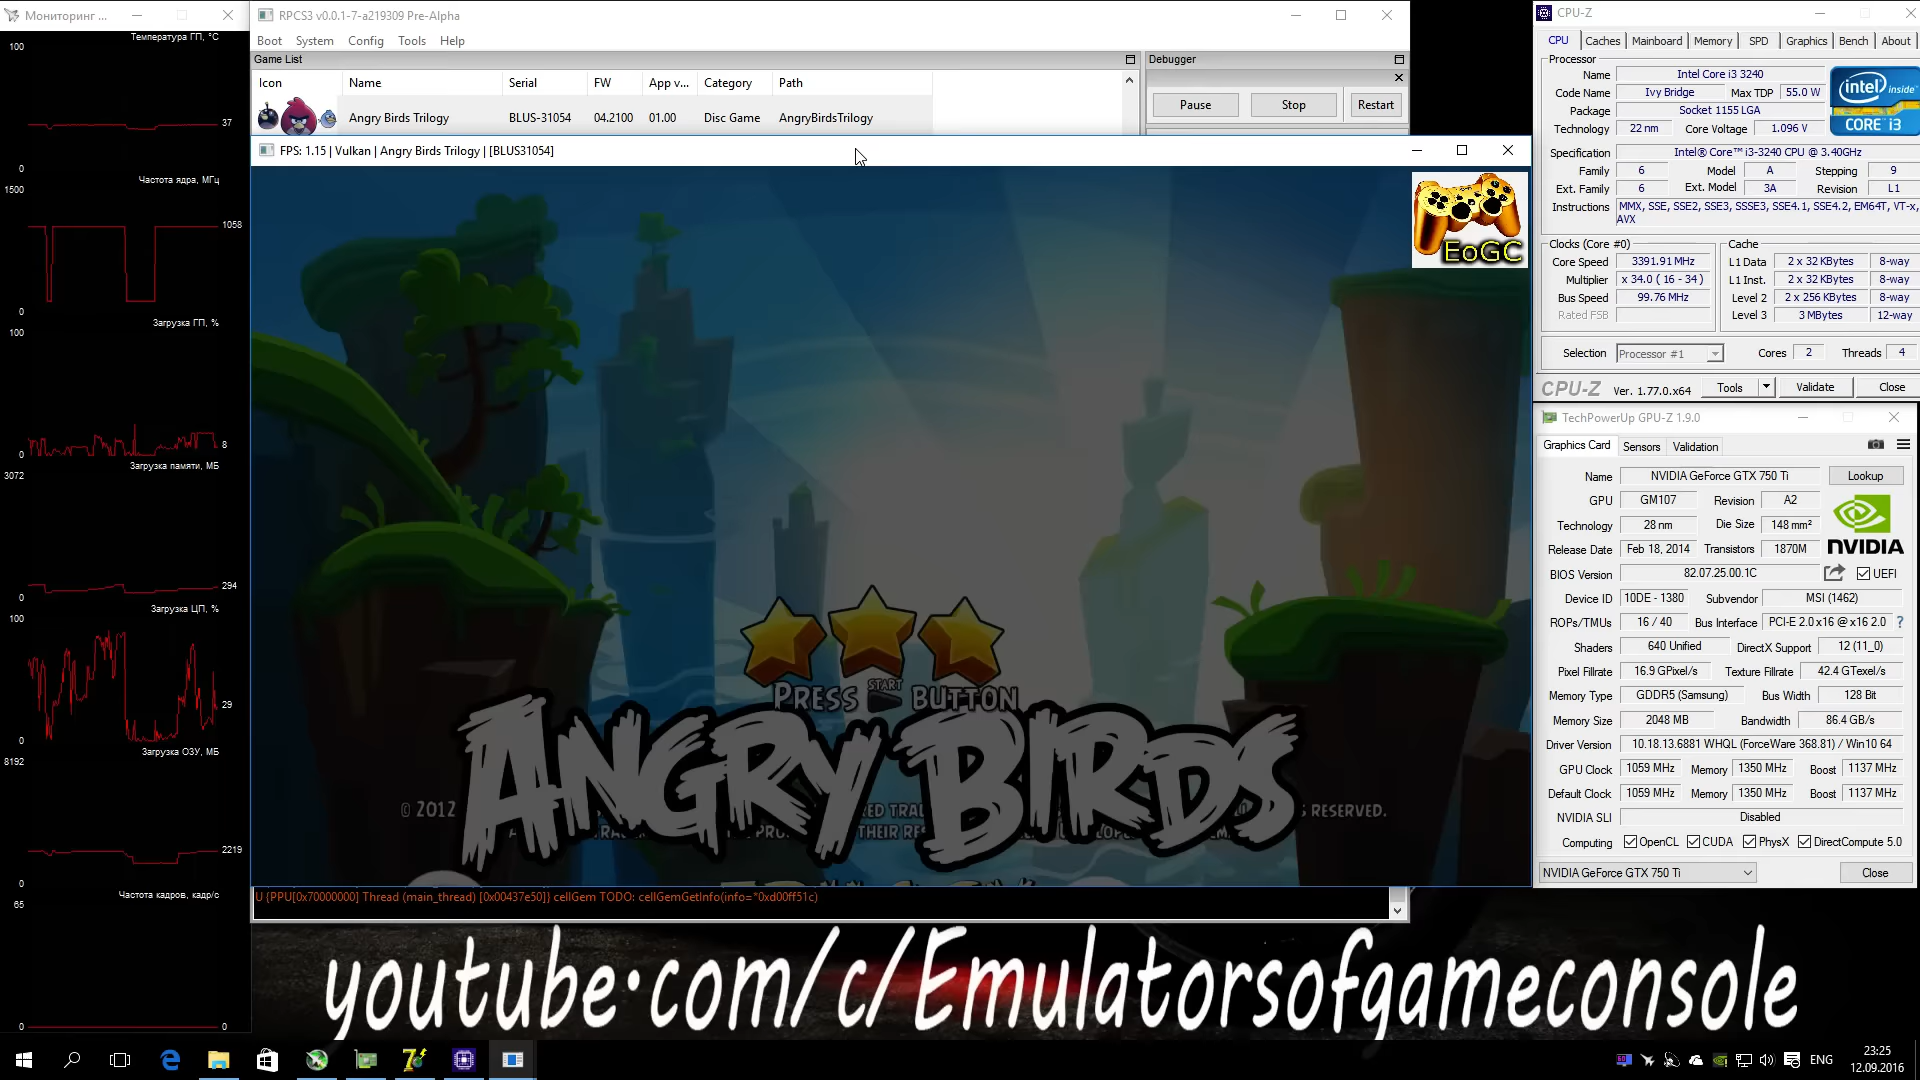 Мониторинг ...
Температура ГП, °C
100
37
0
Частота ядра, МГц
1500
1058
0
Загрузка ГП, %
100
8
0
Загрузка памяти, МБ
3072
294
0
Загрузка ЦП, %
100
29
0
Загрузка ОЗУ, МБ
8192
2219
0
Частота кадров, кадр/с
65
0
0
RPCS3 v0.0.1-7-a219309 Pre-Alpha
Boot System Config Tools Help
Game List
Icon Name Serial FW App v... Category Path
Angry Birds Trilogy BLUS-31054 04.2100 01.00 Disc Game AngryBirdsTrilogy
Debugger
Pause Stop Restart
FPS: 1.15 | Vulkan | Angry Birds Trilogy | [BLUS31054]
EoGC
PRESS START BUTTON
ANGRY BIRDS
© 2012
RESERVED.
U {PPU[0x70000000] Thread (main_thread) [0x00437e50]} cellGem TODO: cellGemGetInfo(info=*0xd00ff51c)
youtube.com/c/Emulatorsofgameconsole
CPU-Z
CPU Caches Mainboard Memory SPD Graphics Bench About
Processor
Name Intel Core i3 3240
Code Name Ivy Bridge Max TDP 55.0 W
Package Socket 1155 LGA
Technology 22 nm Core Voltage 1.096 V
intel inside
CORE i3
Specification Intel® Core™ i3-3240 CPU @ 3.40GHz
Family 6 Model A Stepping 9
Ext. Family 6 Ext. Model 3A Revision L1
Instructions MMX, SSE, SSE2, SSE3, SSSE3, SSE4.1, SSE4.2, EM64T, VT-x,
AVX
Clocks (Core #0)
Core Speed 3391.91 MHz
Multiplier x 34.0 ( 16 - 34 )
Bus Speed 99.76 MHz
Rated FSB
Cache
L1 Data 2 x 32 KBytes 8-way
L1 Inst. 2 x 32 KBytes 8-way
Level 2 2 x 256 KBytes 8-way
Level 3 3 MBytes 12-way
Selection Processor #1 Cores 2 Threads 4
CPU-Z Ver. 1.77.0.x64 Tools Validate Close
TechPowerUp GPU-Z 1.9.0
Graphics Card Sensors Validation
Name NVIDIA GeForce GTX 750 Ti Lookup
GPU GM107 Revision A2
Technology 28 nm Die Size 148 mm²
Release Date Feb 18, 2014 Transistors 1870M
NVIDIA
BIOS Version 82.07.25.00.1C UEFI
Device ID 10DE - 1380 Subvendor MSI (1462)
ROPs/TMUs 16 / 40 Bus Interface PCI-E 2.0 x16 @ x16 2.0 ?
Shaders 640 Unified DirectX Support 12 (11_0)
Pixel Fillrate 16.9 GPixel/s Texture Fillrate 42.4 GTexel/s
Memory Type GDDR5 (Samsung) Bus Width 128 Bit
Memory Size 2048 MB Bandwidth 86.4 GB/s
Driver Version 10.18.13.6881 WHQL (ForceWare 368.81) / Win10 64
GPU Clock 1059 MHz Memory 1350 MHz Boost 1137 MHz
Default Clock 1059 MHz Memory 1350 MHz Boost 1137 MHz
NVIDIA SLI Disabled
Computing OpenCL CUDA PhysX DirectCompute 5.0
NVIDIA GeForce GTX 750 Ti Close
ENG
23:25
12.09.2016